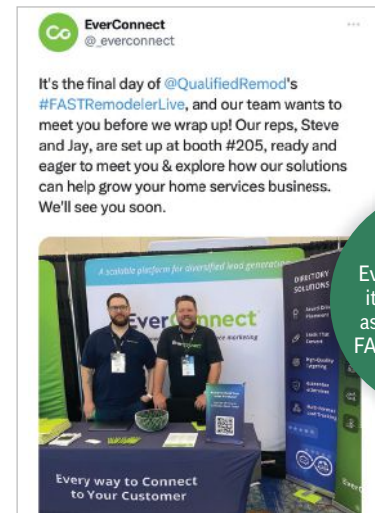 EverConnect
@_everconnect
It's the final day of @QualifiedRemod's
#FASTRemodelerLive, and our team wants to
meet you before we wrap up! Our reps, Steve
and Jay, are set up at booth #205, ready and
eager to meet you & explore how our solutions
can help grow your home services business.
We'll see you soon.
A scalable platform for diversified lead generation
EverConnect
marketing
DIRECTORY
SOLUTIONS
Every way to Connect
to Your Customer
Ev
it
as
FA